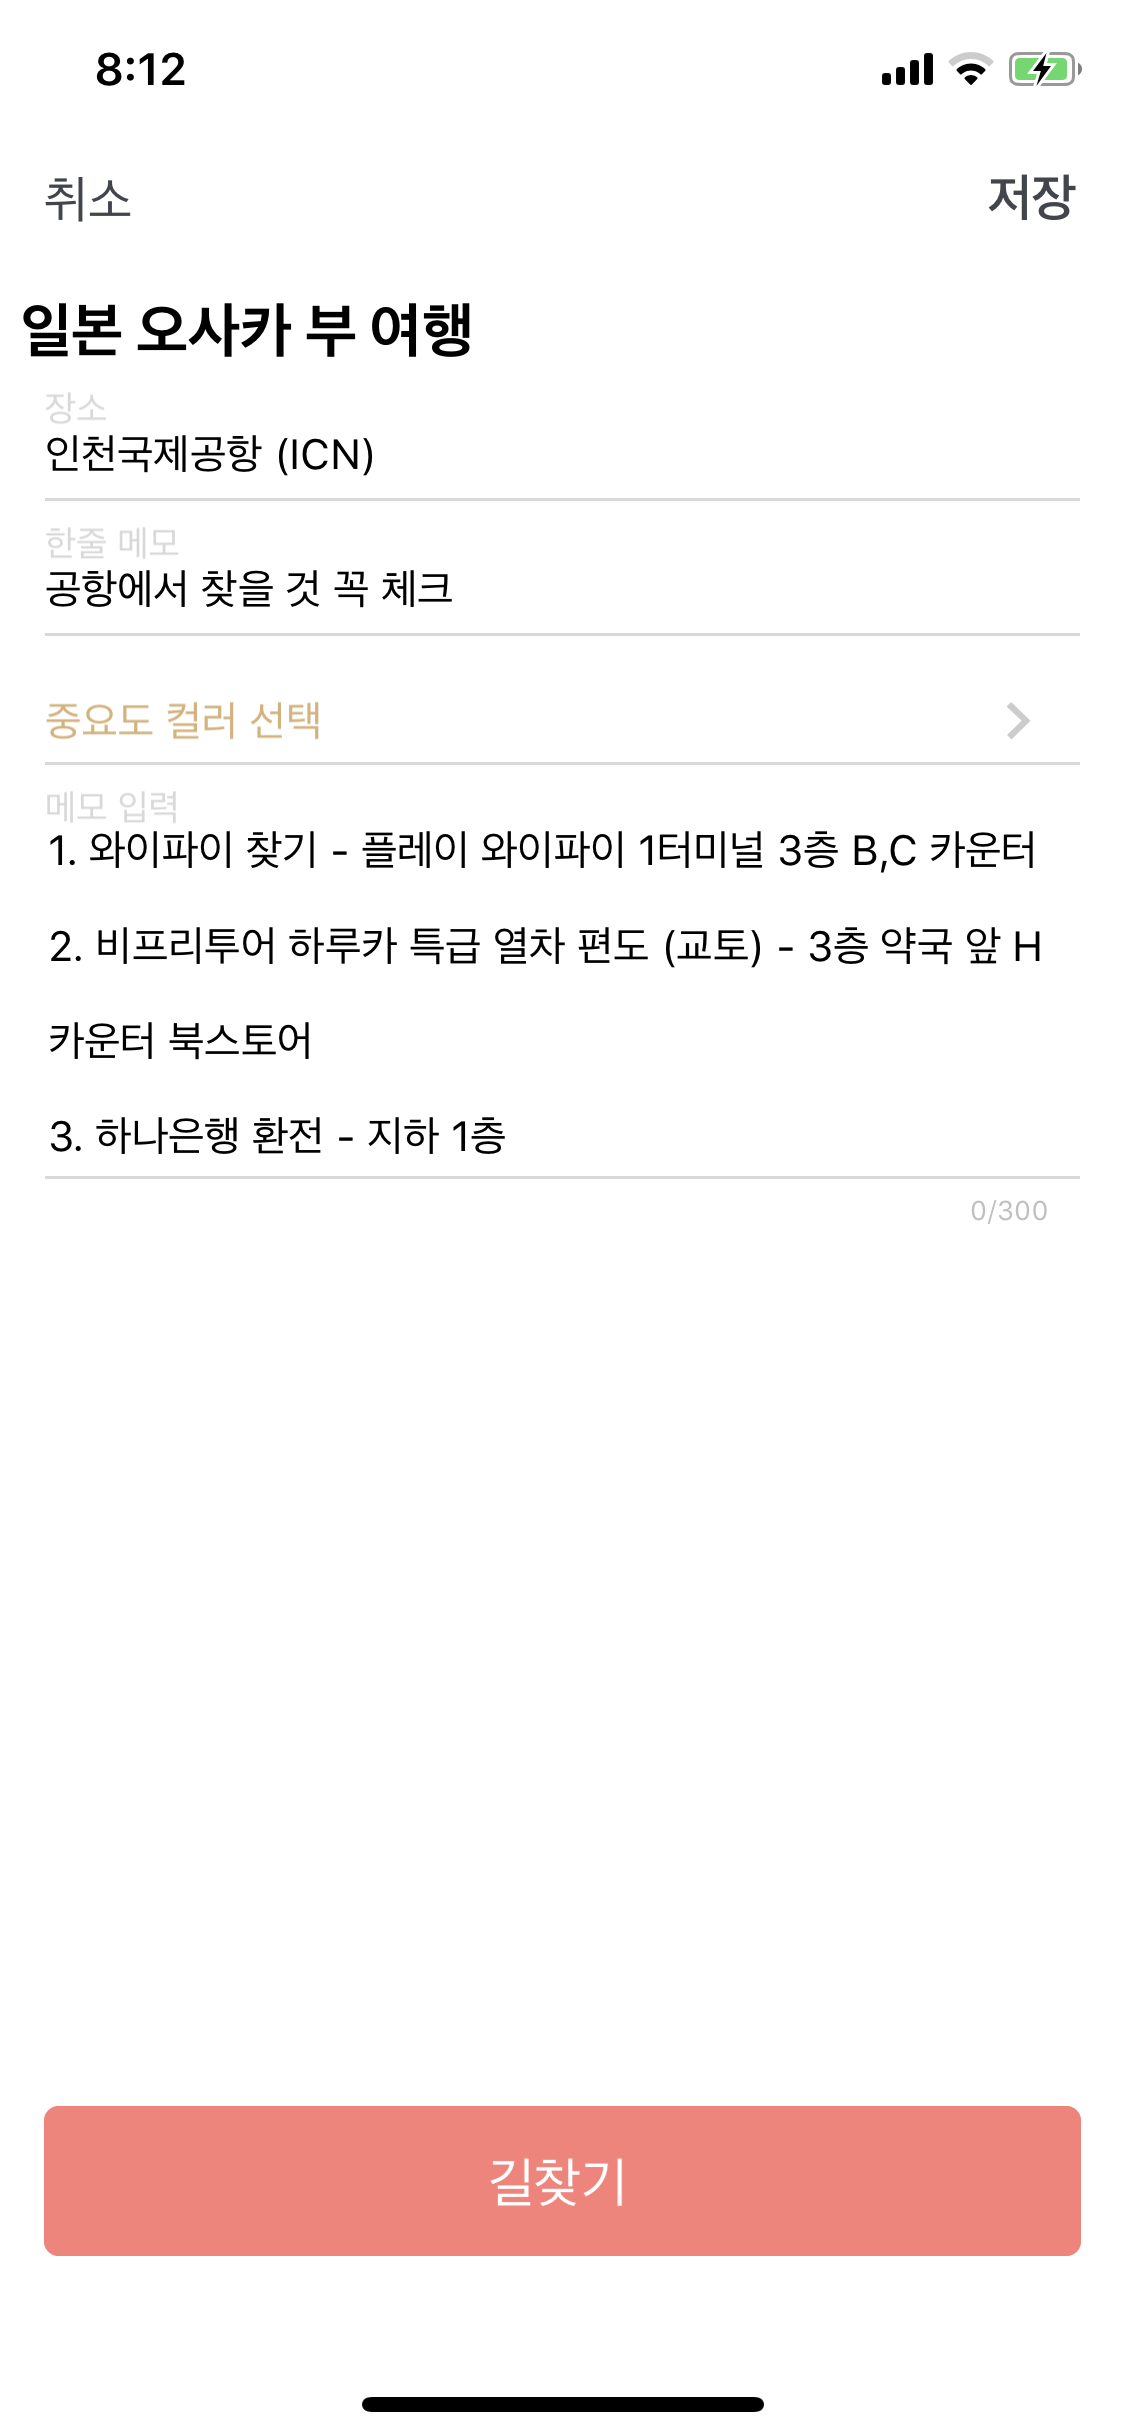 8:12
취소
저장
일본 오사카 부 여행
장소
인천국제공항 (ICN)
한줄 메모
공항에서 찾을 것 꼭 체크
중요도 컬러 선택
메모 입력
1. 와이파이 찾기 - 플레이 와이파이 1터미널 3층 B,C 카운터
2. 비프리투어 하루카 특급 열차 편도 (교토) - 3층 약국 앞 H
카운터 북스토어
3. 하나은행 환전 - 지하 1층
0/300
길찾기